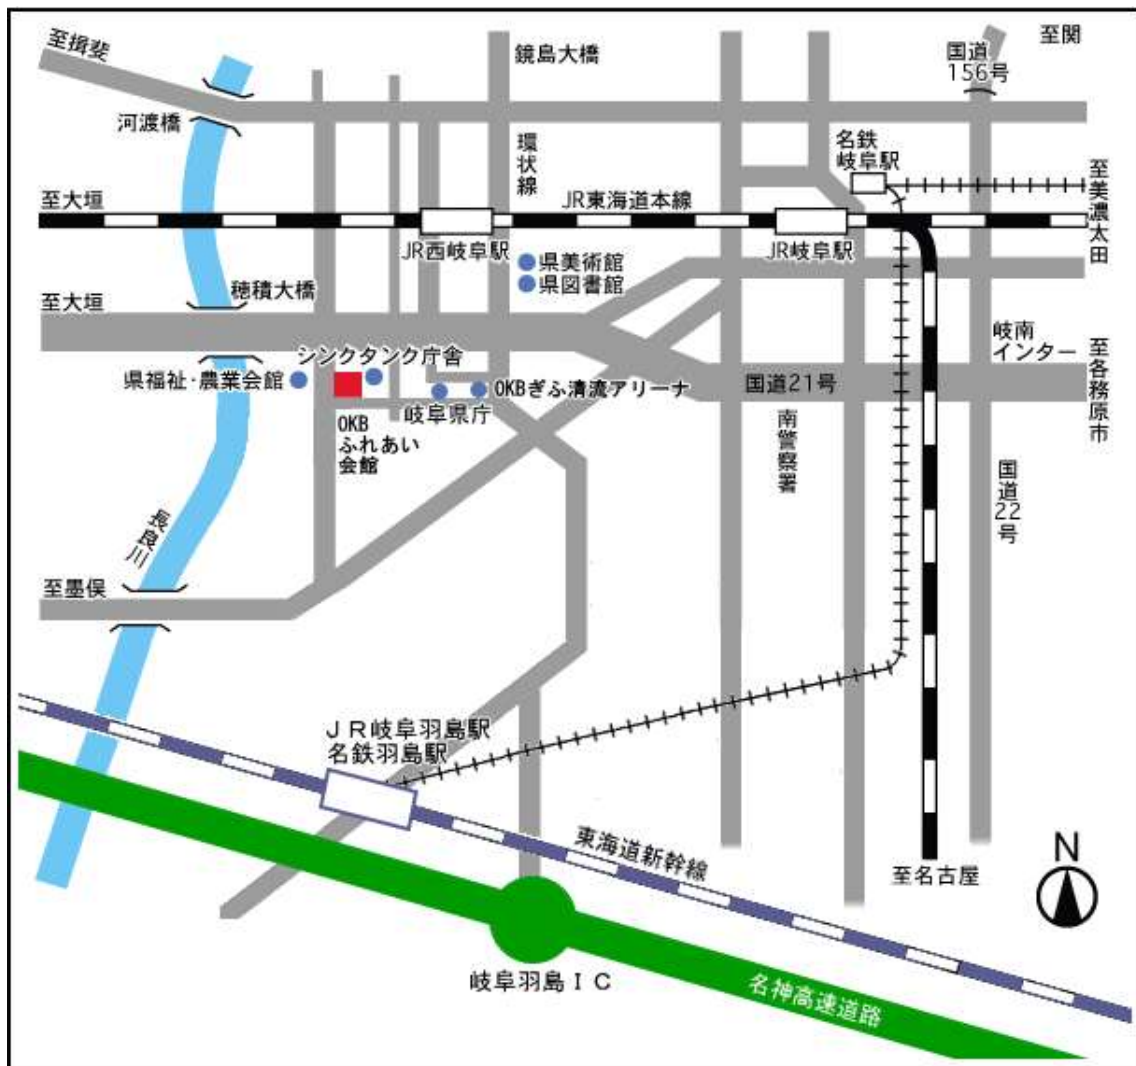 至揖斐
鏡島大橋
国道
156号
至関
河渡橋
環状線
名鉄
岐阜駅
至美濃太田
至大垣
JR東海道本線
JR西岐阜駅
JR岐阜駅
県美術館
県図書館
至大垣
穂積大橋
岐南
インター
至各務原市
シンクタンク庁舎
県福祉・農業会館
OKBぎふ清流アリーナ
国道21号
岐阜県庁
OKB
ふれあい
会館
南警察署
国道22号
長良川
至墨俣
JR岐阜羽島駅
名鉄羽島駅
東海道新幹線
至名古屋
N
岐阜羽島IC
名神高速道路